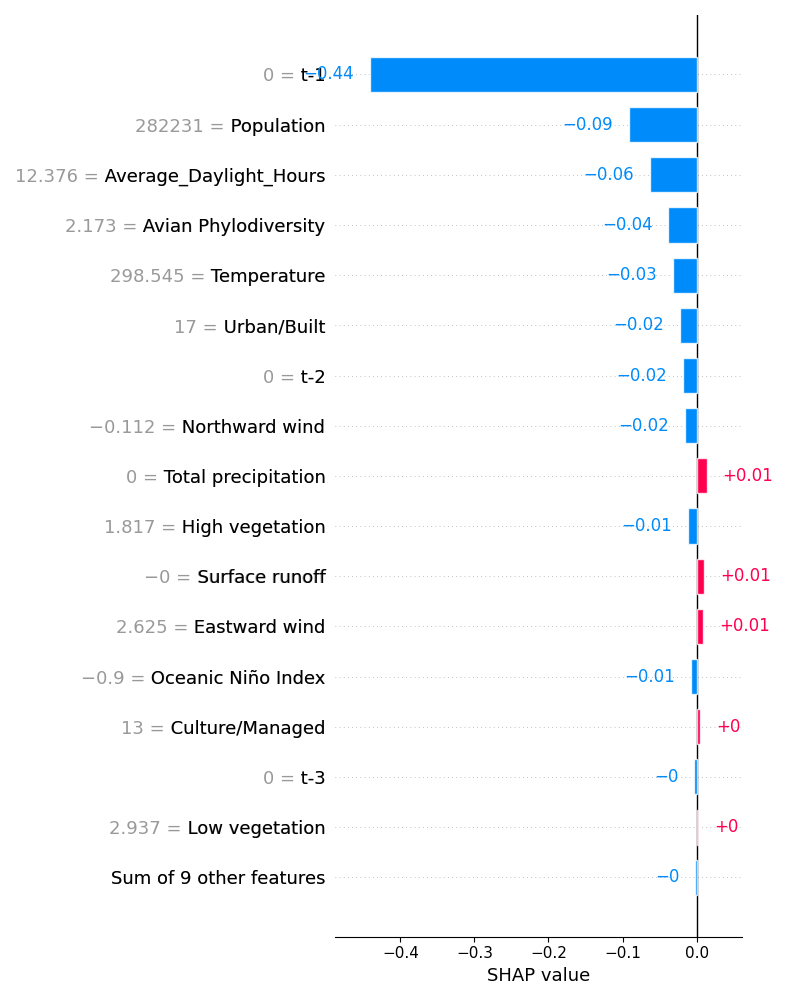 0 = t-1 −0.44
282231 = Population −0.09
12.376 = Average_Daylight_Hours −0.06
2.173 = Avian Phylodiversity −0.04
298.545 = Temperature −0.03
17 = Urban/Built −0.02
0 = t-2 −0.02
−0.112 = Northward wind −0.02
0 = Total precipitation +0.01
1.817 = High vegetation −0.01
−0 = Surface runoff +0.01
2.625 = Eastward wind +0.01
−0.9 = Oceanic Niño Index −0.01
13 = Culture/Managed +0
0 = t-3 −0
2.937 = Low vegetation +0
Sum of 9 other features −0
−0.4 −0.3 −0.2 −0.1 0.0
SHAP value